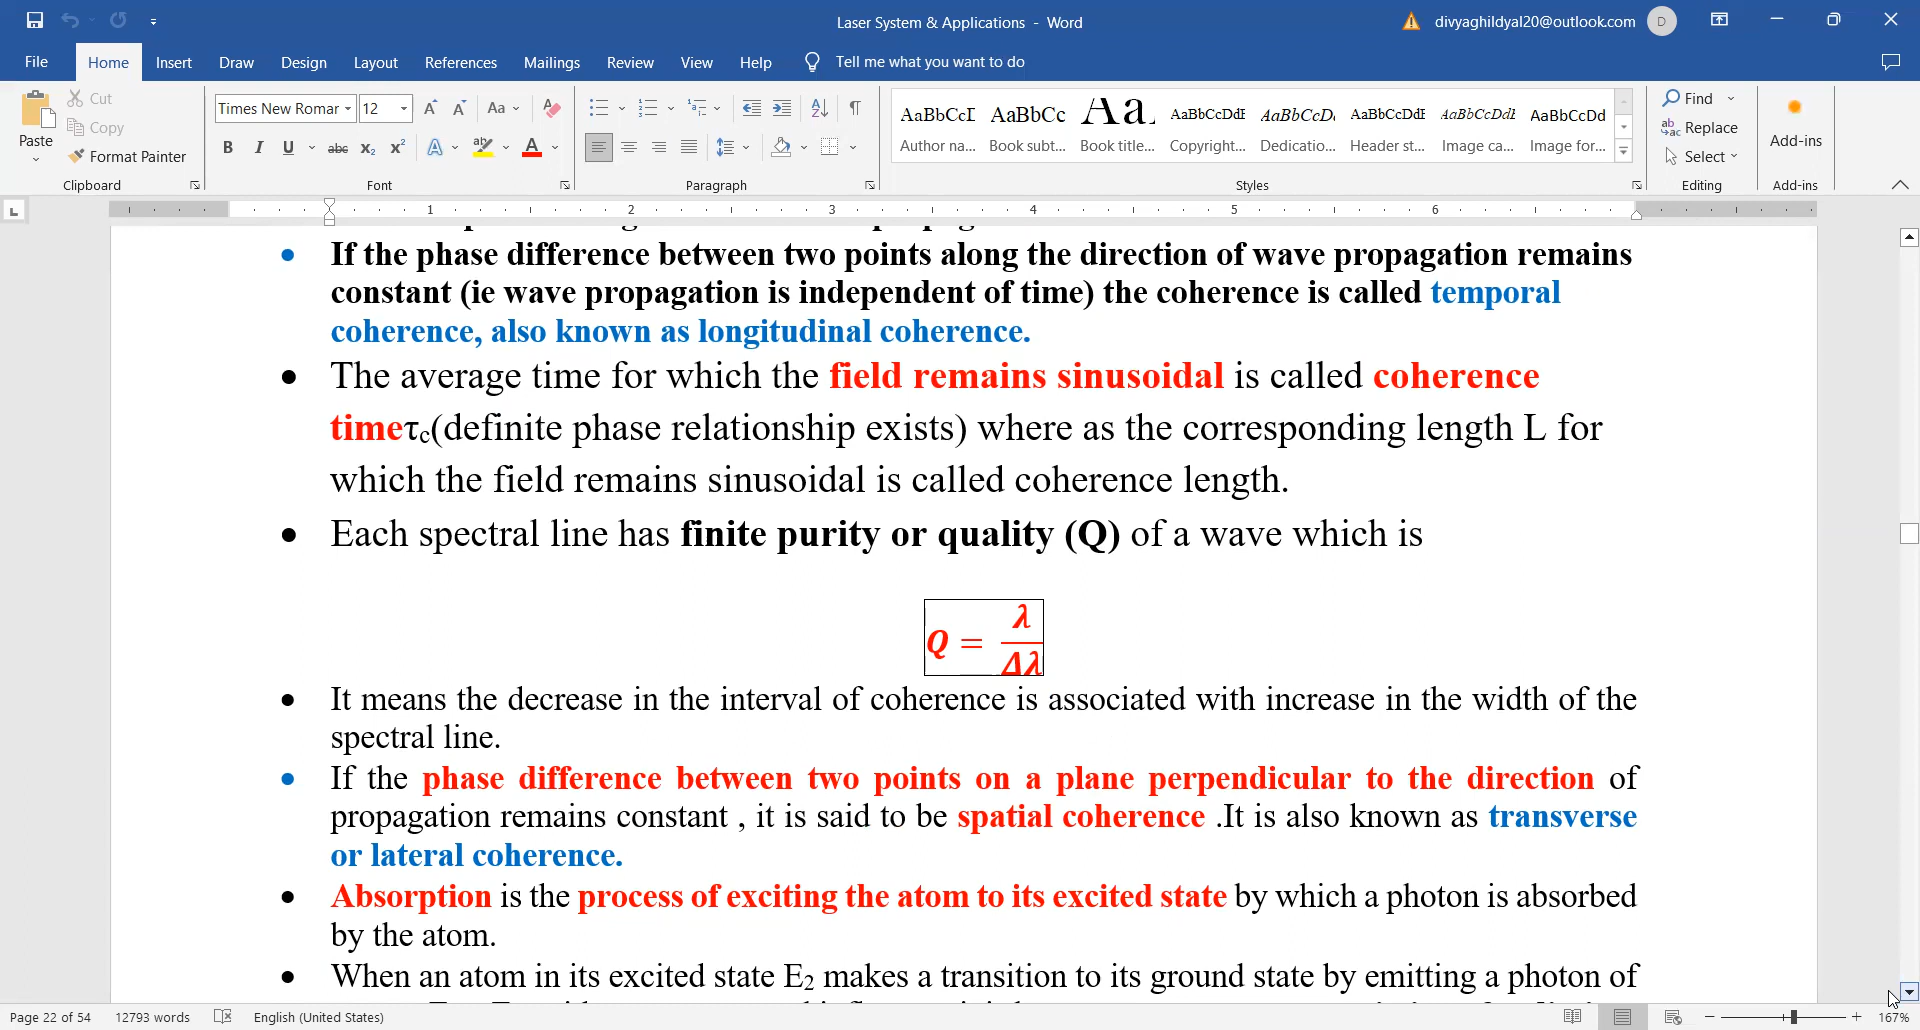 Laser System & Applications - Word
divyaghildyal20@outlook.com
D
File Home Insert Draw Design Layout References Mailings Review View Help Tell me what you want to do
Paste
Cut
Copy
Format Painter
Clipboard
Times New Romar 12
Font
Paragraph
AaBbCcI AaBbCc Aa. AaBbCcDdE AaBbCcD. AaBbCcDdE AaBbCcDdI AaBbCcDd
Author na... Book subt... Book title... Copyright... Dedicatio... Header st... Image ca... Image for...
Styles
Find
Replace
Select
Editing
Add-ins
Add-ins
1 2 3 4 5 6
• If the phase difference between two points along the direction of wave propagation remains
constant (ie wave propagation is independent of time) the coherence is called temporal
coherence, also known as longitudinal coherence.
• The average time for which the field remains sinusoidal is called coherence
timeτc(definite phase relationship exists) where as the corresponding length L for
which the field remains sinusoidal is called coherence length.
• Each spectral line has finite purity or quality (Q) of a wave which is
Q = λ/Δλ
• It means the decrease in the interval of coherence is associated with increase in the width of the
spectral line.
• If the phase difference between two points on a plane perpendicular to the direction of
propagation remains constant , it is said to be spatial coherence .It is also known as transverse
or lateral coherence.
• Absorption is the process of exciting the atom to its excited state by which a photon is absorbed
by the atom.
• When an atom in its excited state E2 makes a transition to its ground state by emitting a photon of
Page 22 of 54 12793 words English (United States) 167%